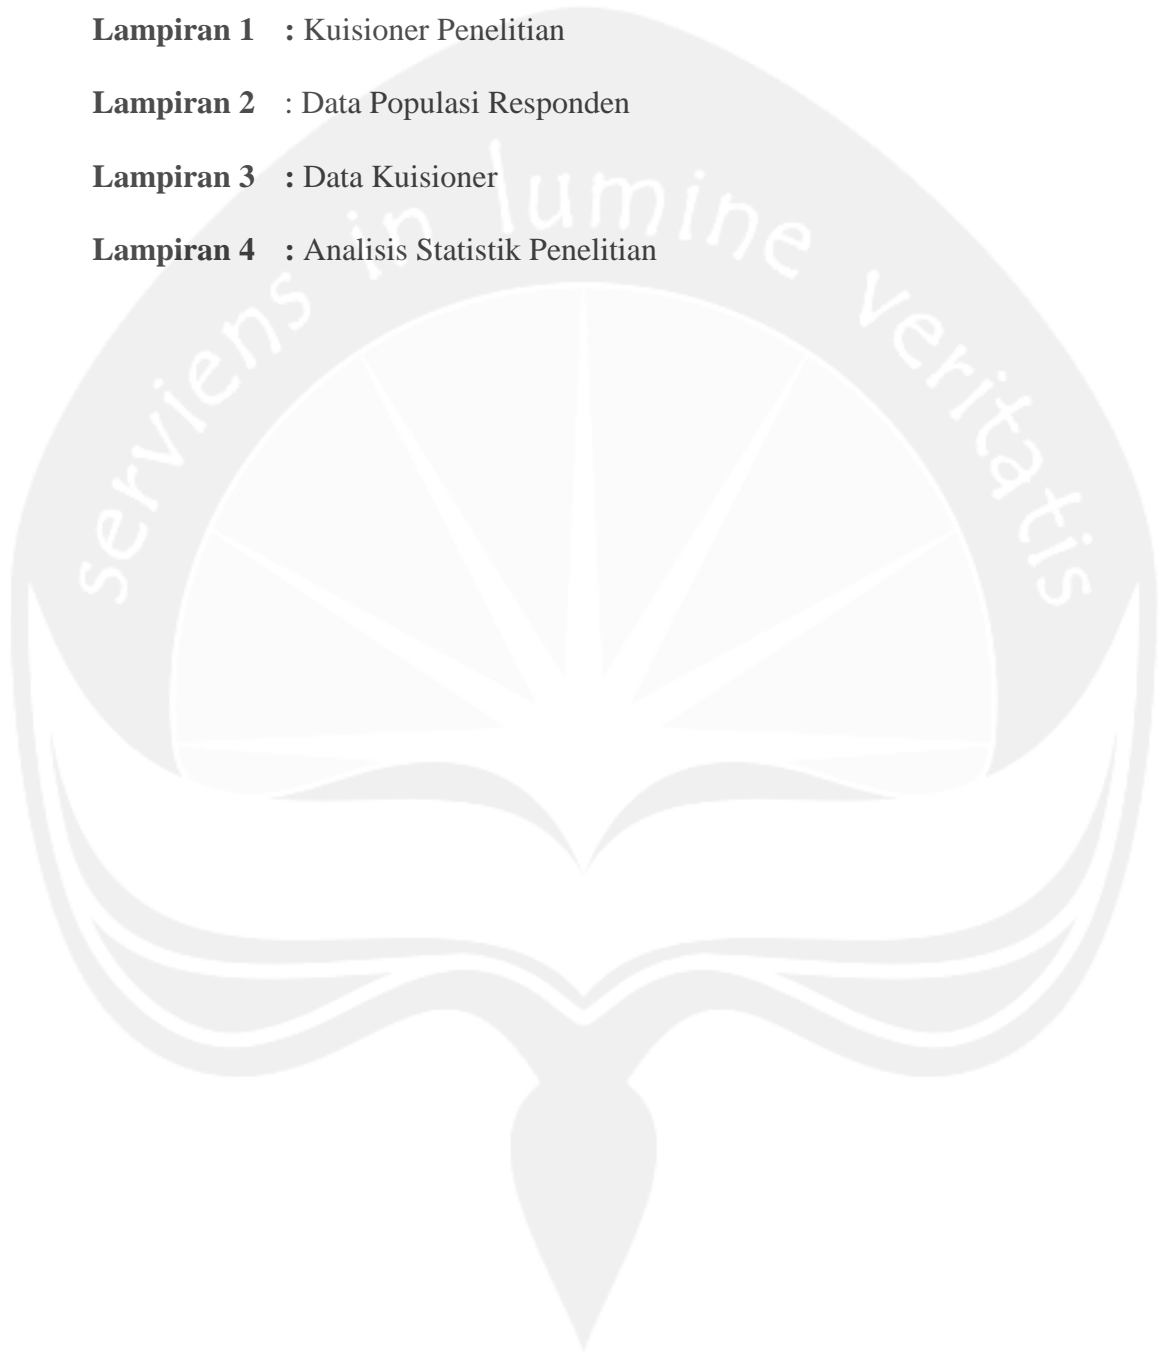 Lampiran 1 : Kuisioner Penelitian
Lampiran 2 : Data Populasi Responden
Lampiran 3 : Data Kuisioner
Lampiran 4 : Analisis Statistik Penelitian
serviens in lumine veritatis